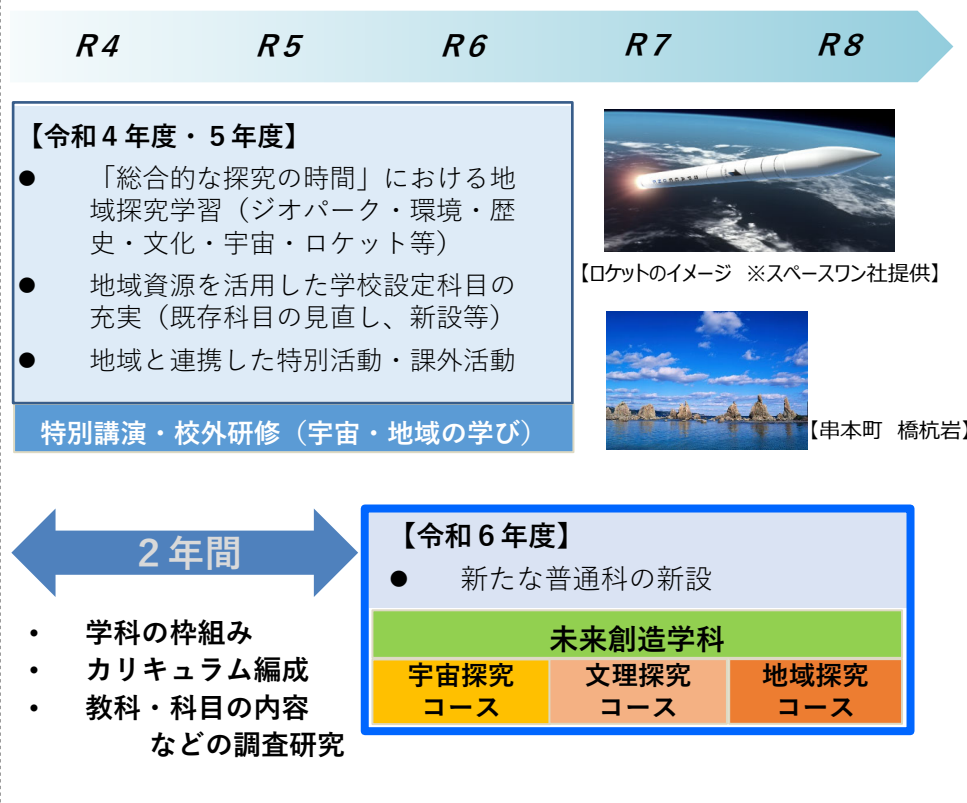 R4 R5 R6 R7 R8
【令和４年度・５年度】
● 「総合的な探究の時間」における地
域探究学習（ジオパーク・環境・歴
史・文化・宇宙・ロケット等）
● 地域資源を活用した学校設定科目の
充実（既存科目の見直し、新設等）
● 地域と連携した特別活動・課外活動
特別講演・校外研修（宇宙・地域の学び）
【ロケットのイメージ ※スペースワン社提供】
【串本町 橋杭岩】
２年間
・ 学科の枠組み
・ カリキュラム編成
・ 教科・科目の内容
などの調査研究
【令和６年度】
● 新たな普通科の新設
未来創造学科
宇宙探究
コース
文理探究
コース
地域探究
コース